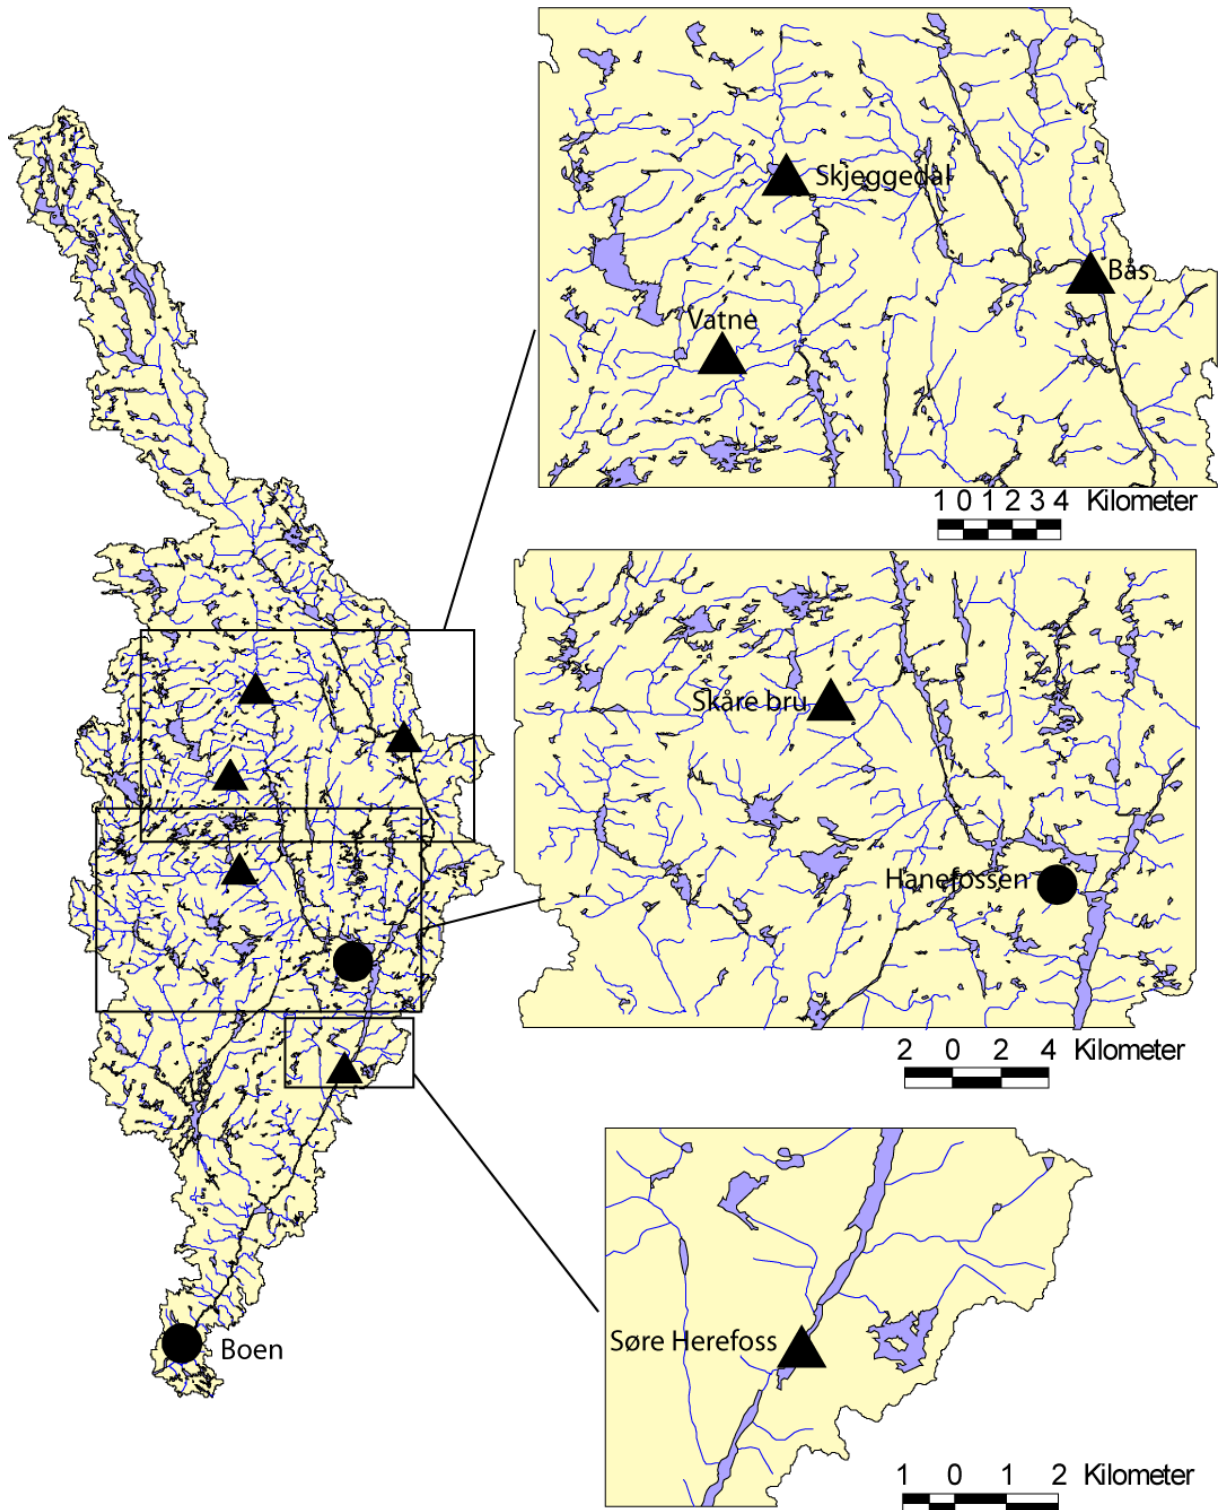 Skjeggedal
Bås
Vatne
1 0 1 2 3 4 Kilometer
Skåre bru
Hanefossen
2 0 2 4 Kilometer
Søre Herefoss
Boen
1 0 1 2 Kilometer